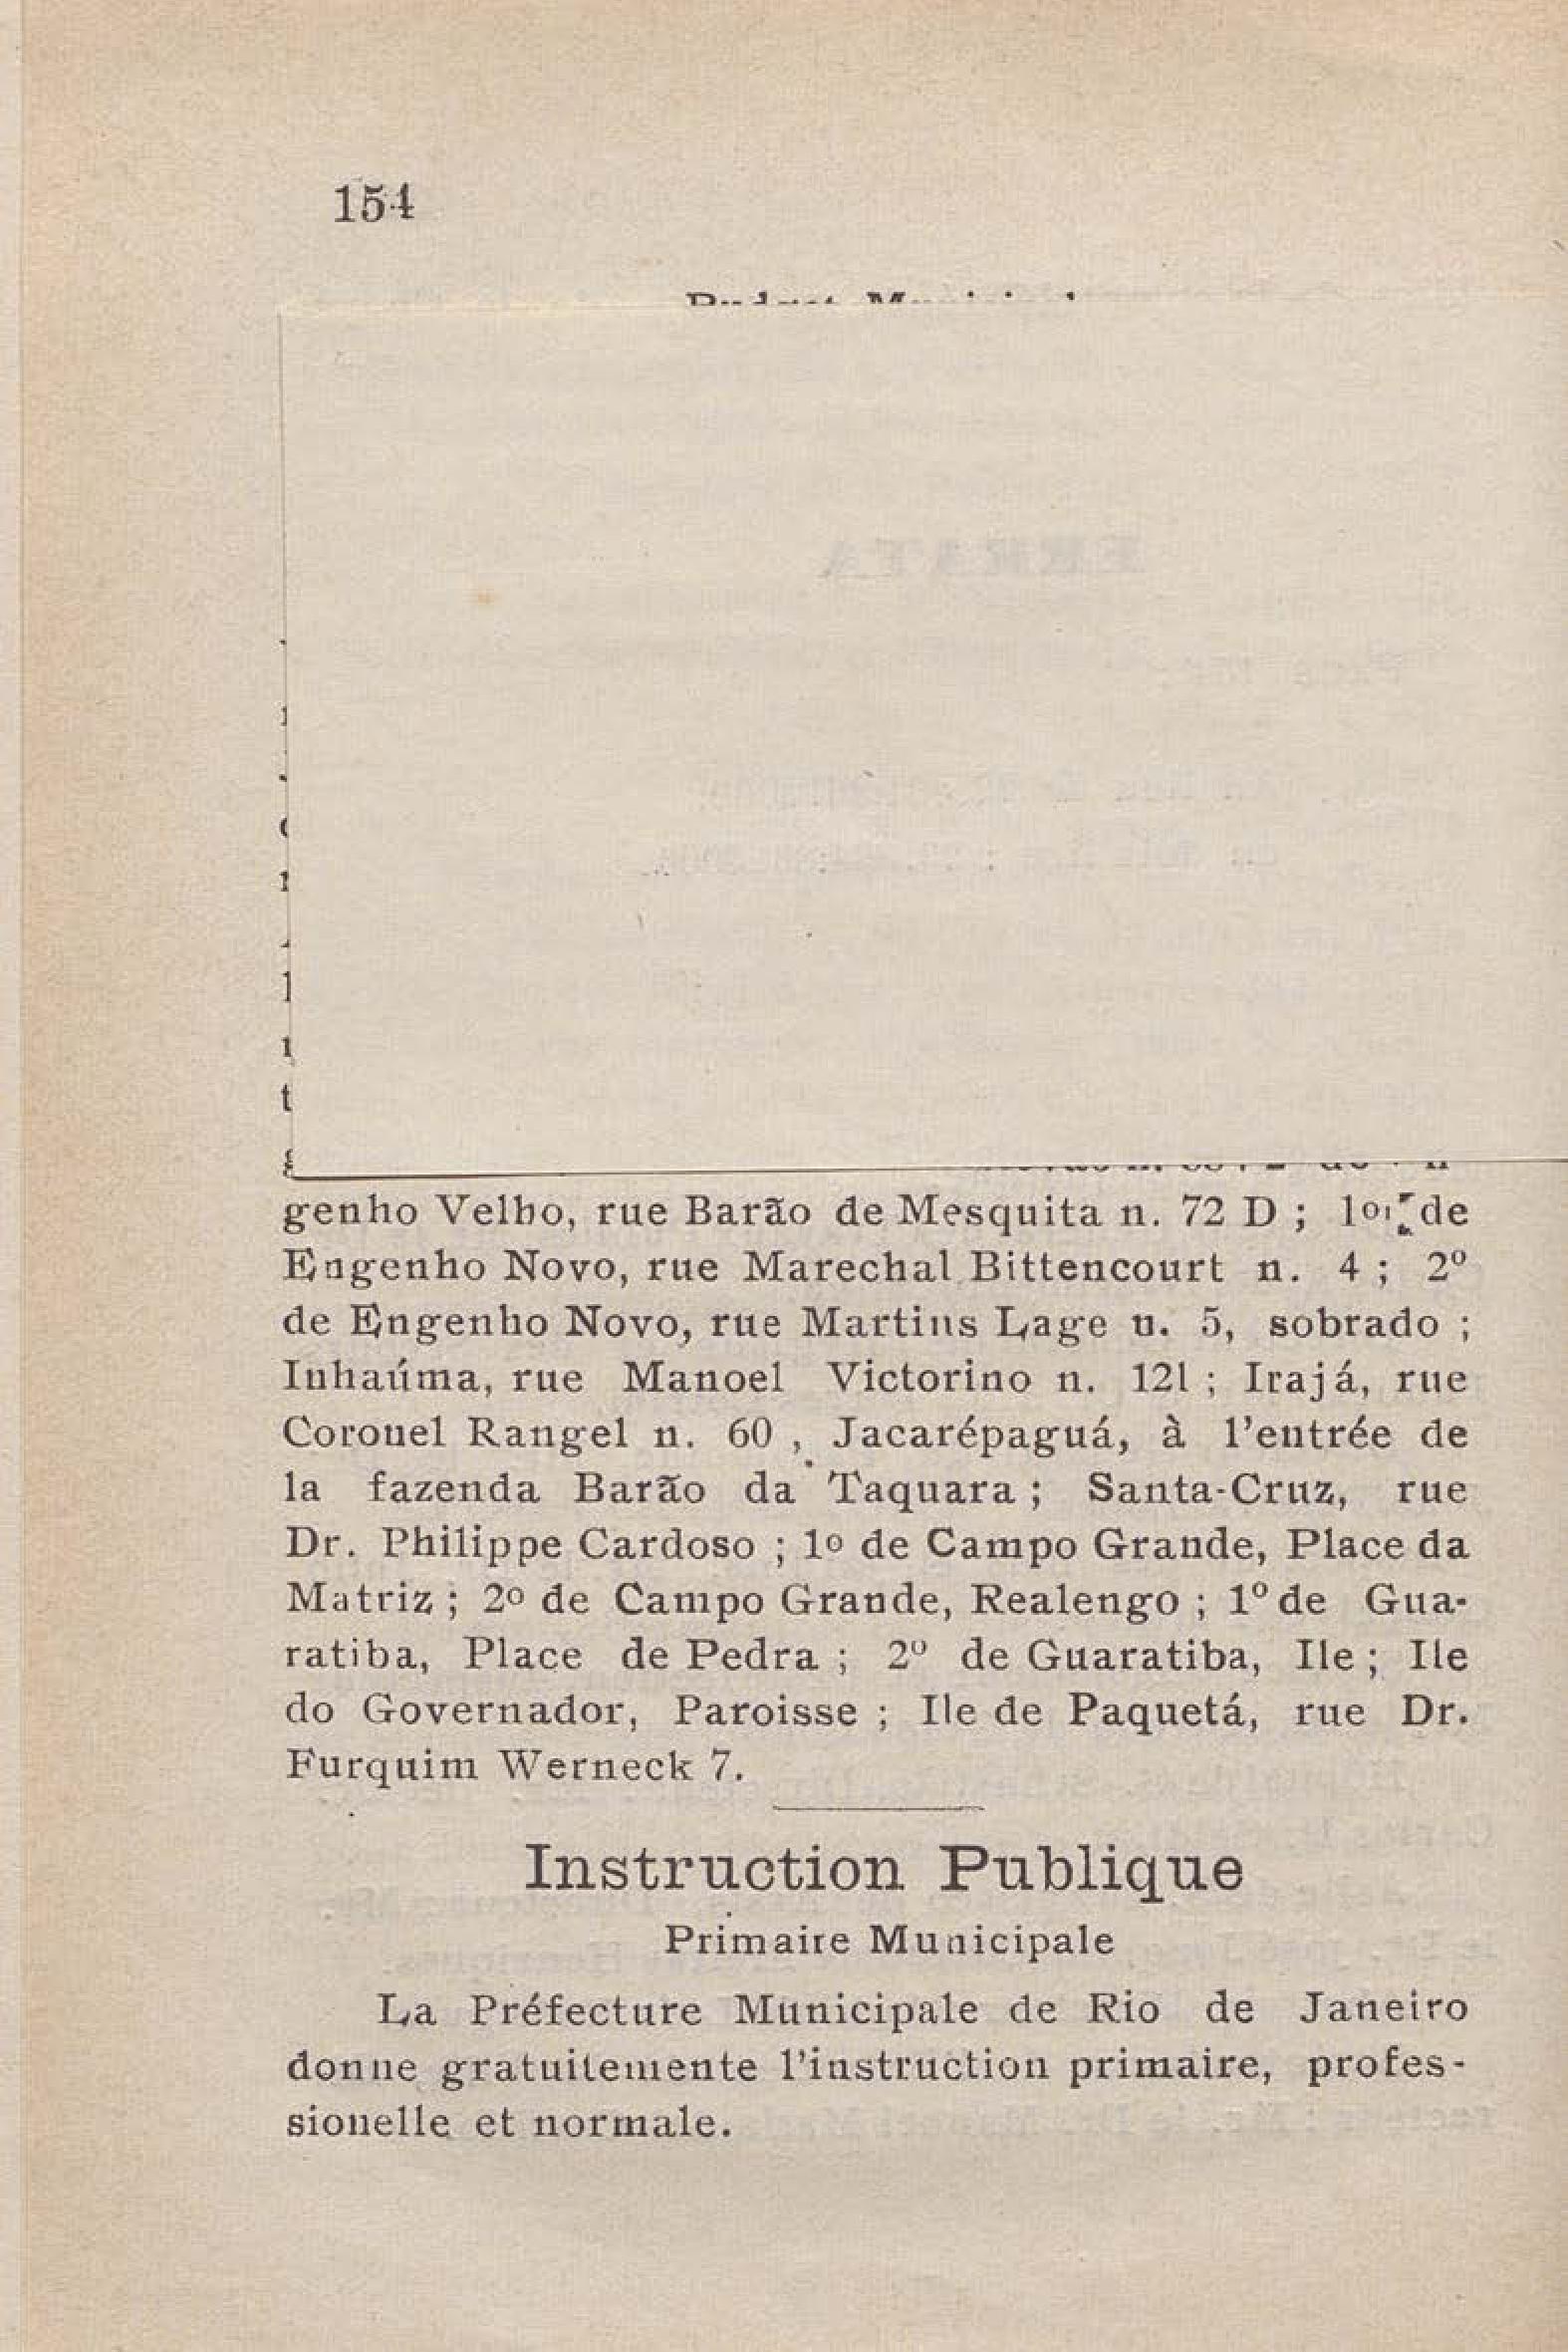 154
genho Velho, rue Barão de Mesquita n. 72 D ; 1o de
Engenho Novo, rue Marechal Bittencourt n. 4 ; 2º
de Engenho Novo, rue Martins Lage n. 5, sobrado ;
Inhaúma, rue Manoel Victorino n. 121 ; Irajá, rue
Coronel Rangel n. 60 , Jacarépaguá, à l'entrée de
la fazenda Barão da Taquara ; Santa-Cruz, rue
Dr. Philippe Cardoso ; 1o de Campo Grande, Place da
Matriz ; 2o de Campo Grande, Realengo ; 1º de Gua-
ratiba, Place de Pedra ; 2º de Guaratiba, Ile ; Ile
do Governador, Paroisse ; Ile de Paquetá, rue Dr.
Furquim Werneck 7.
Instruction Publique
Primaire Municipale
La Préfecture Municipale de Rio de Janeiro
donne gratuitemente l'instruction primaire, profes-
sionelle et normale.